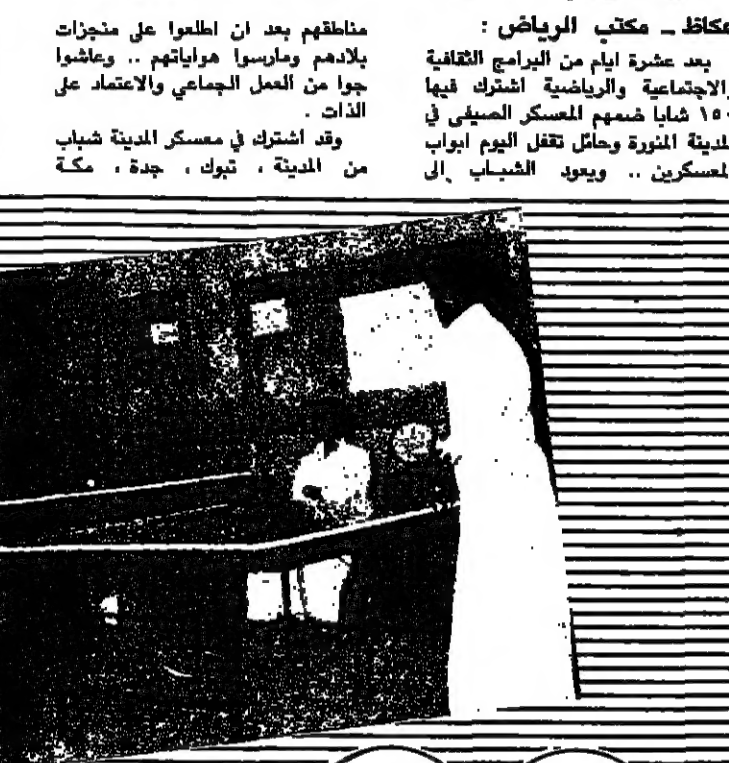 عكاظ ـ مكتب الرياض :
بعد عشرة ايام من البرامج الثقافية
والاجتماعية والرياضية اشترك فيها
١٥٠ شابا ضمهم المعسكر الصيفى في
المدينة المنورة وحائل تقفل اليوم ابواب
المعسكرين .. ويعود الشباب إلى
مناطقهم بعد ان اطلعوا على منجزات
بلادهم ومارسوا هواياتهم .. وعاشوا
جوا من العمل الجماعي والاعتماد على
الذات .
وقد اشترك في معسكر المدينة شباب
من المدينة ، تبوك ، جدة ، مكة